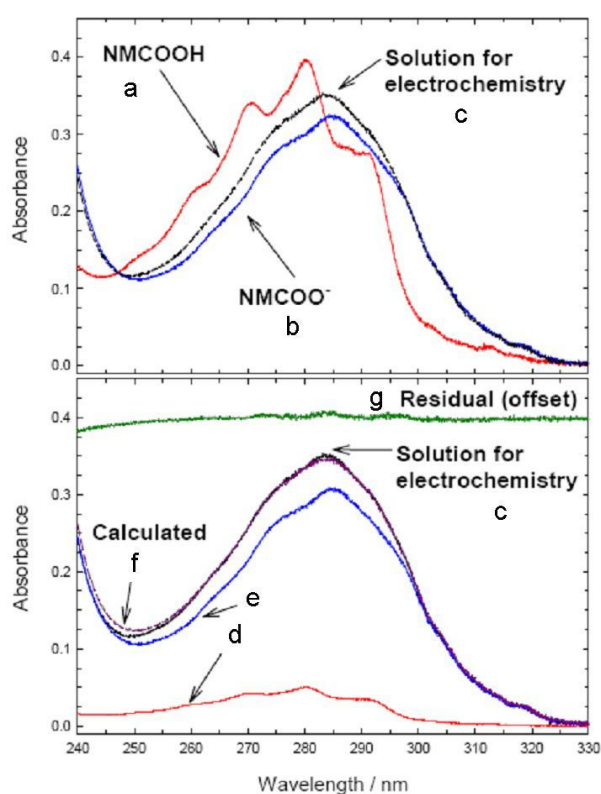 NMCOOH
a
Solution for
electrochemistry
c
NMCOO⁻
b
Absorbance
0.4
0.3
0.2
0.1
0.0
g Residual (offset)
Solution for
electrochemistry
c
Calculated
f
e
d
Absorbance
0.4
0.3
0.2
0.1
0.0
240 250 260 270 280 290 300 310 320 330
Wavelength / nm